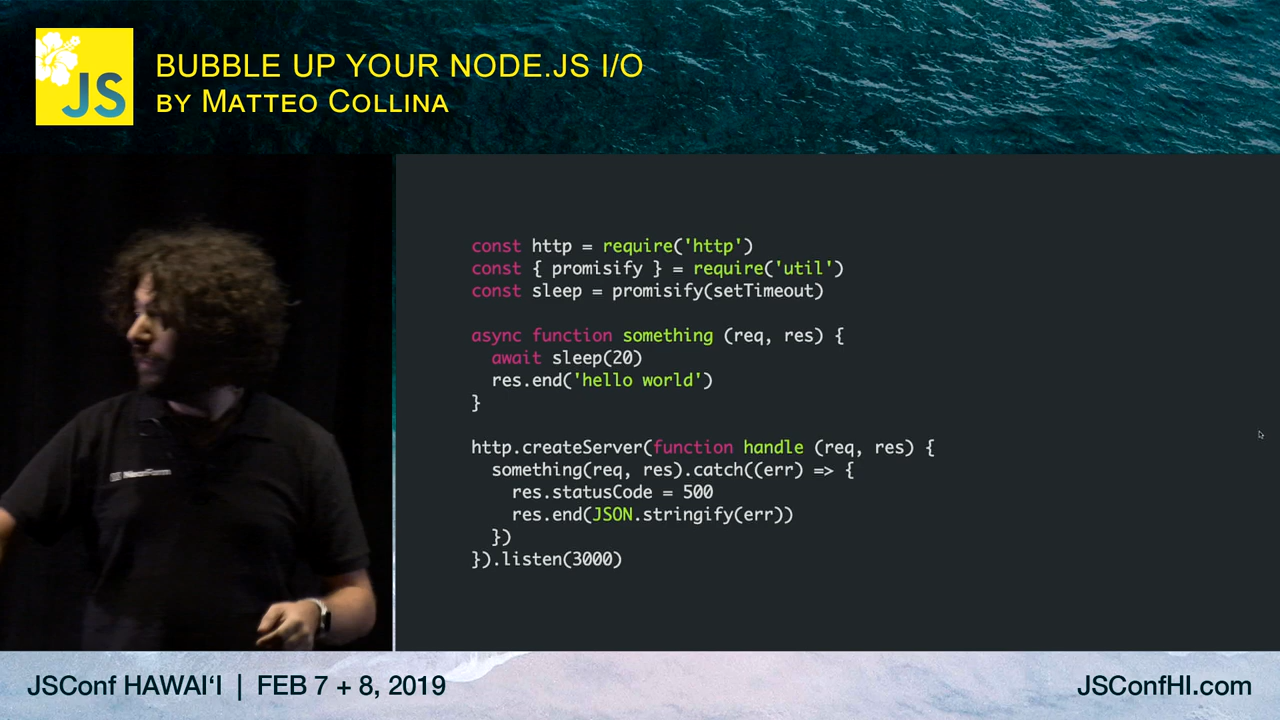 JS
BUBBLE UP YOUR NODE.JS I/O
BY MATTEO COLLINA
const http = require('http')
const { promisify } = require('util')
const sleep = promisify(setTimeout)
async function something (req, res) {
  await sleep(20)
  res.end('hello world')
}
http.createServer(function handle (req, res) {
  something(req, res).catch((err) => {
    res.statusCode = 500
    res.end(JSON.stringify(err))
  })
}).listen(3000)
JSConf HAWAI‘I | FEB 7 + 8, 2019
JSConfHI.com